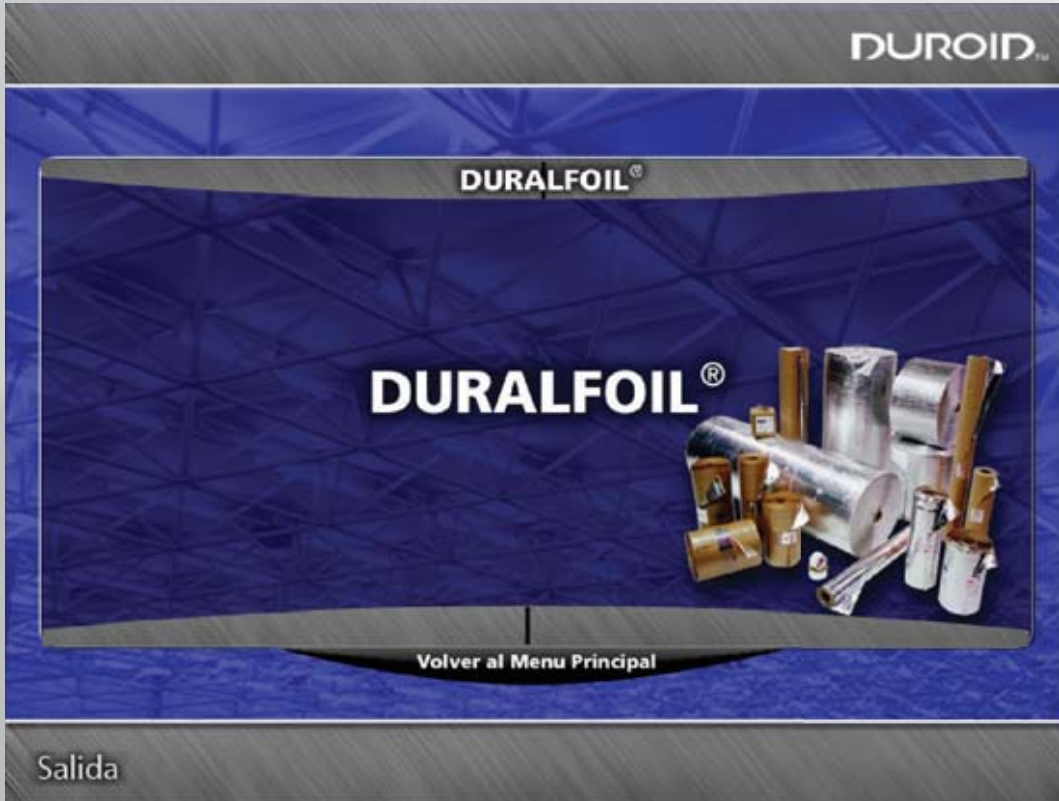 DUROID™
DURALFOIL®
DURALFOIL®
Volver al Menu Principal
Salida